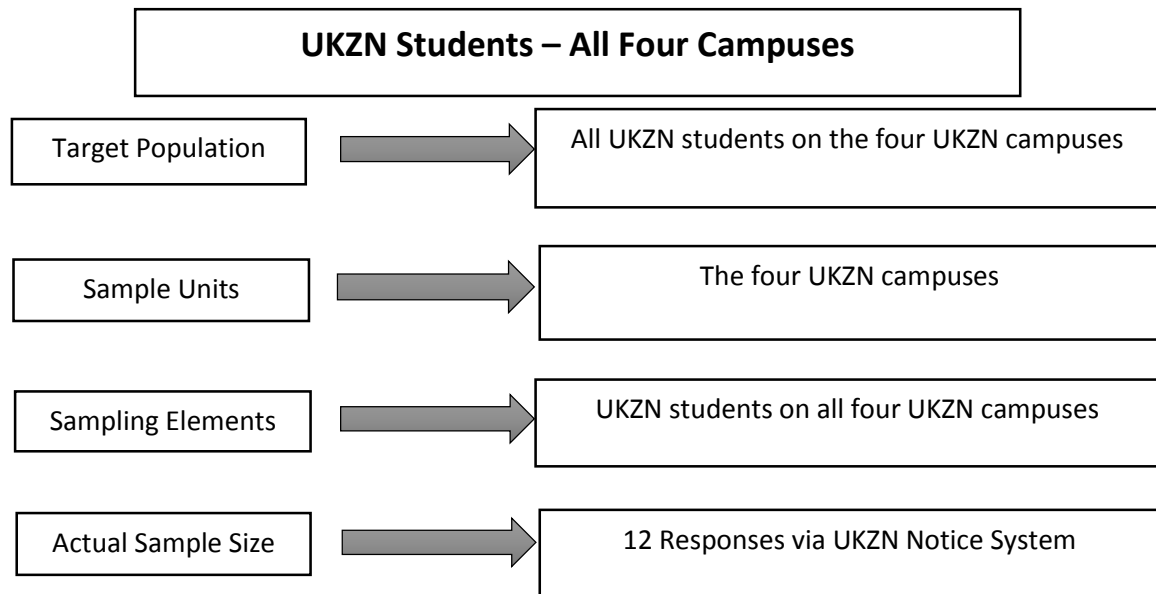 UKZN Students – All Four Campuses
Target Population
All UKZN students on the four UKZN campuses
Sample Units
The four UKZN campuses
Sampling Elements
UKZN students on all four UKZN campuses
Actual Sample Size
12 Responses via UKZN Notice System